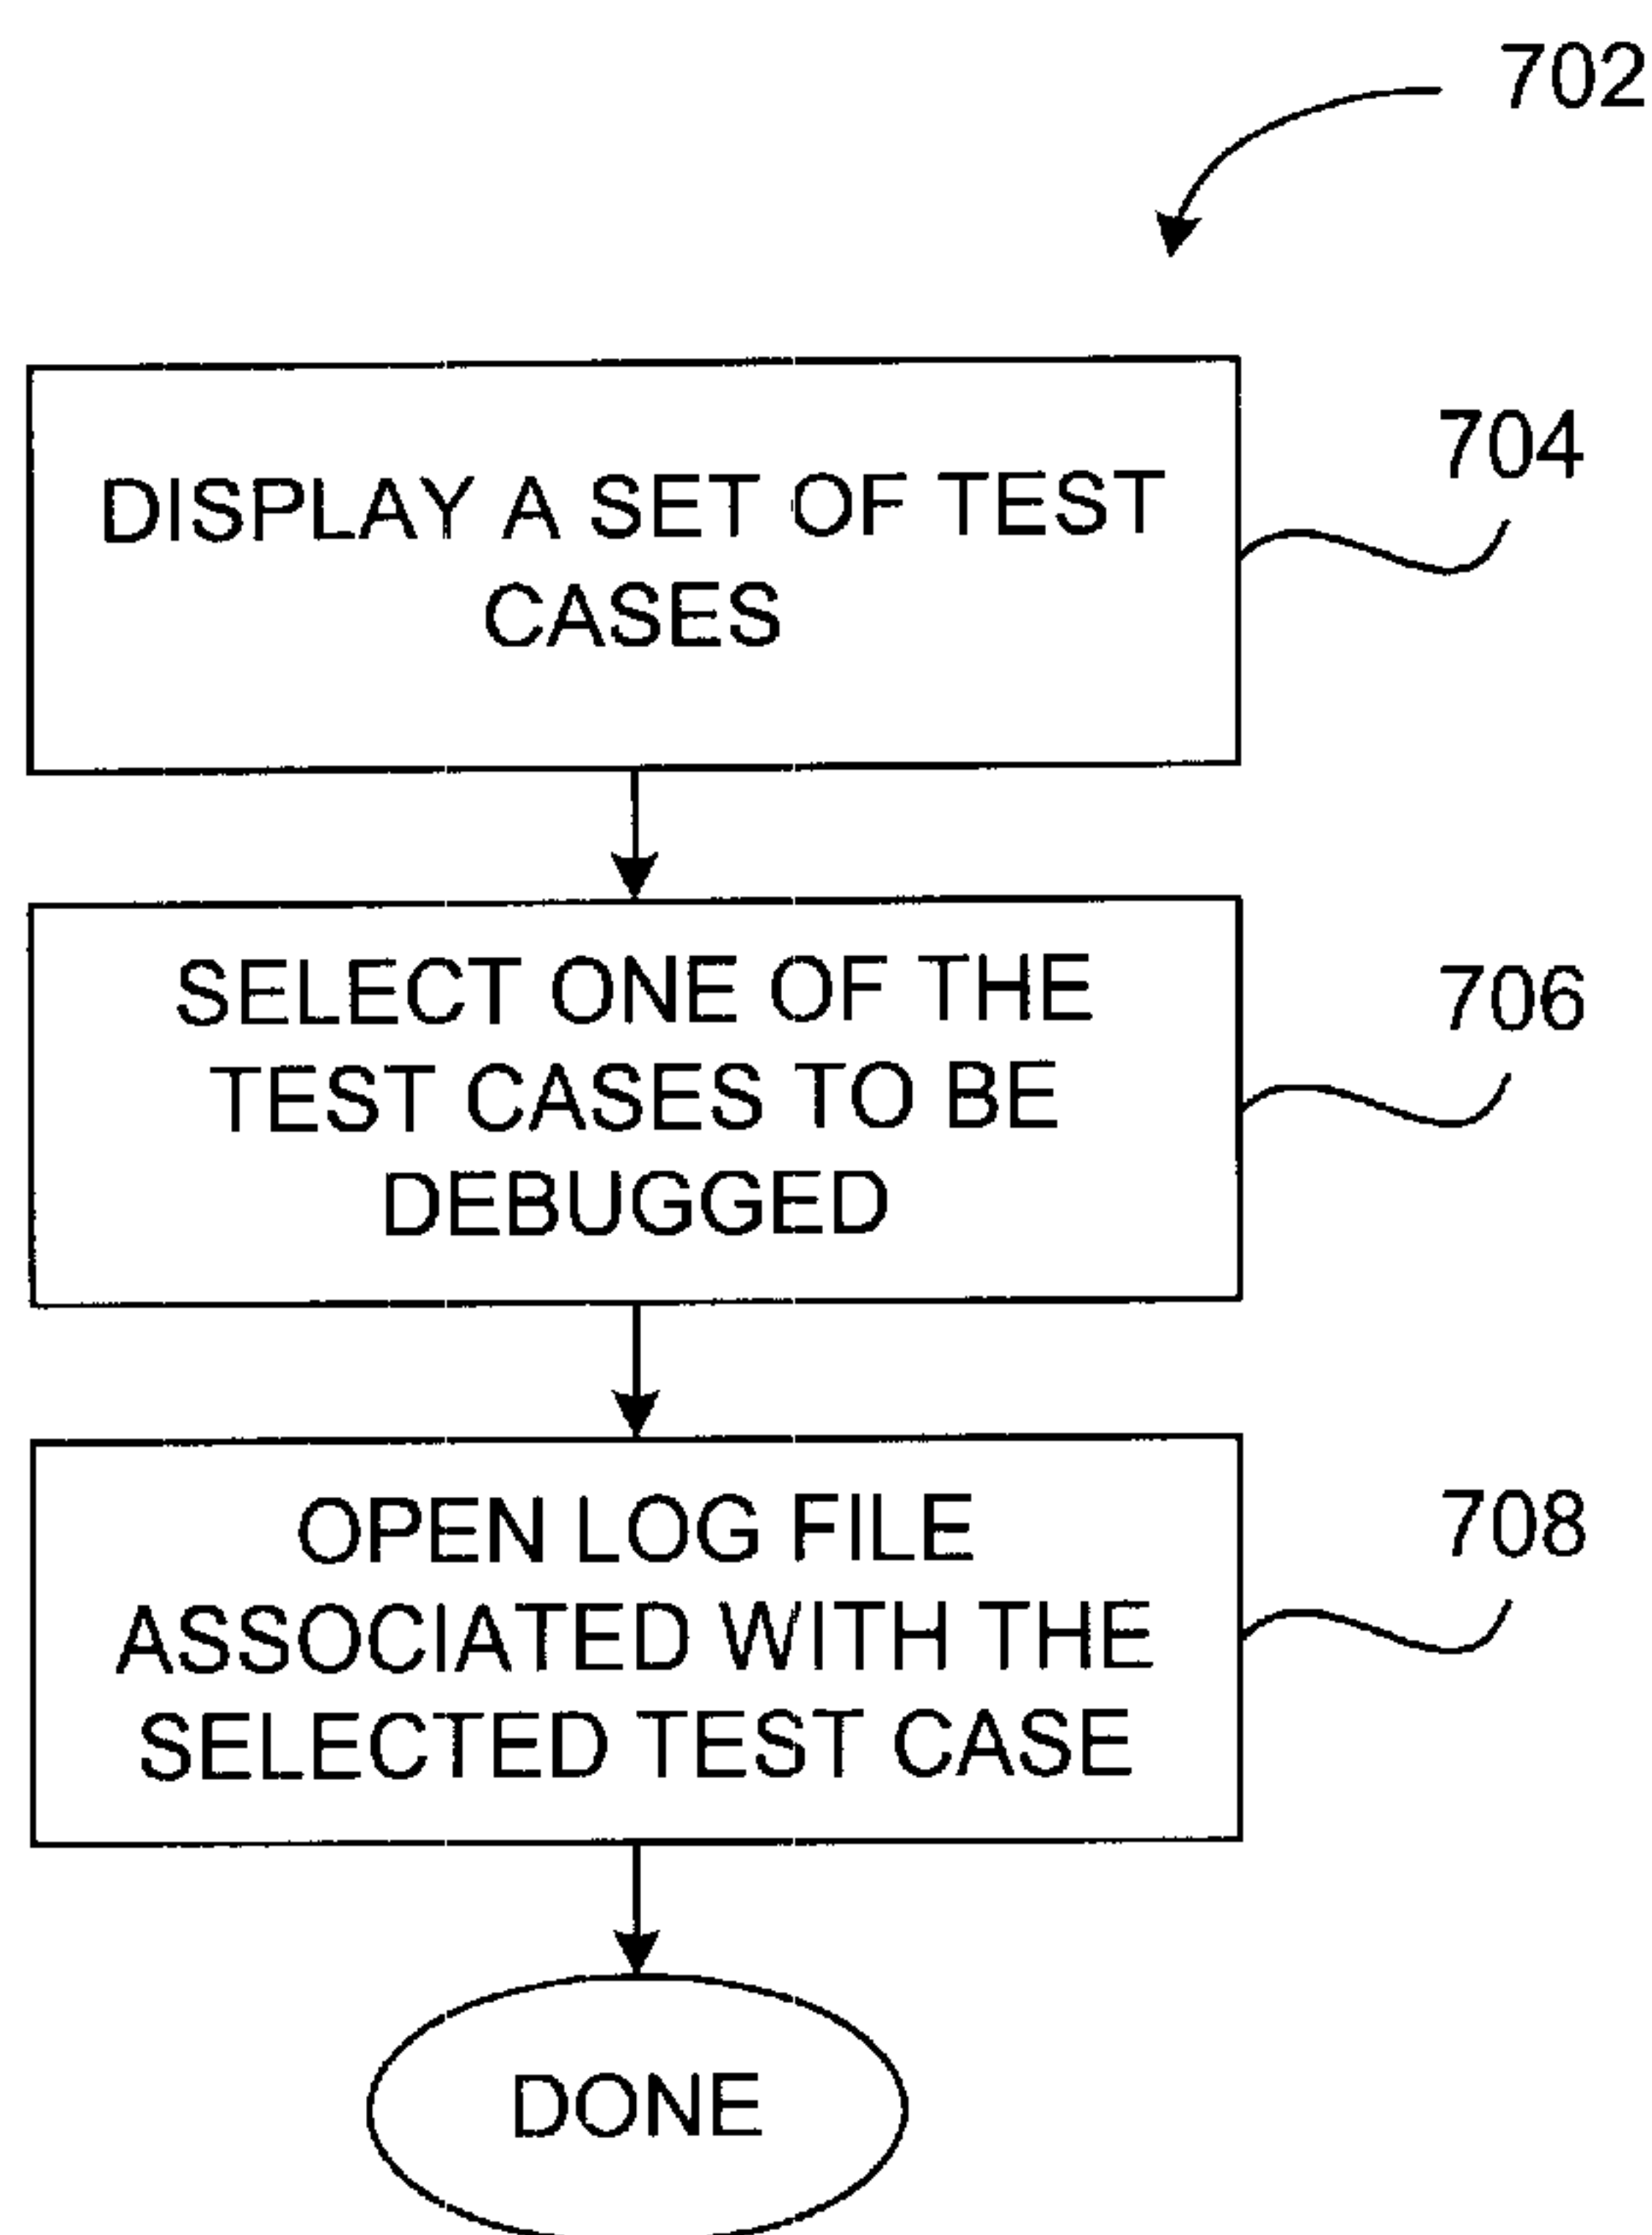 702
704
DISPLAY A SET OF TEST
CASES
706
SELECT ONE OF THE
TEST CASES TO BE
DEBUGGED
708
OPEN LOG FILE
ASSOCIATED WITH THE
SELECTED TEST CASE
DONE